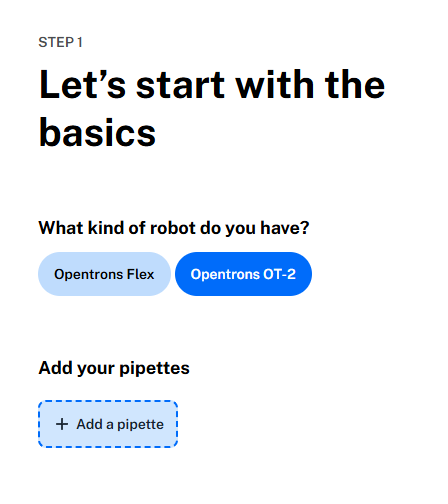 STEP 1
Let’s start with the
basics
What kind of robot do you have?
Opentrons Flex
Opentrons OT-2
Add your pipettes
+ Add a pipette